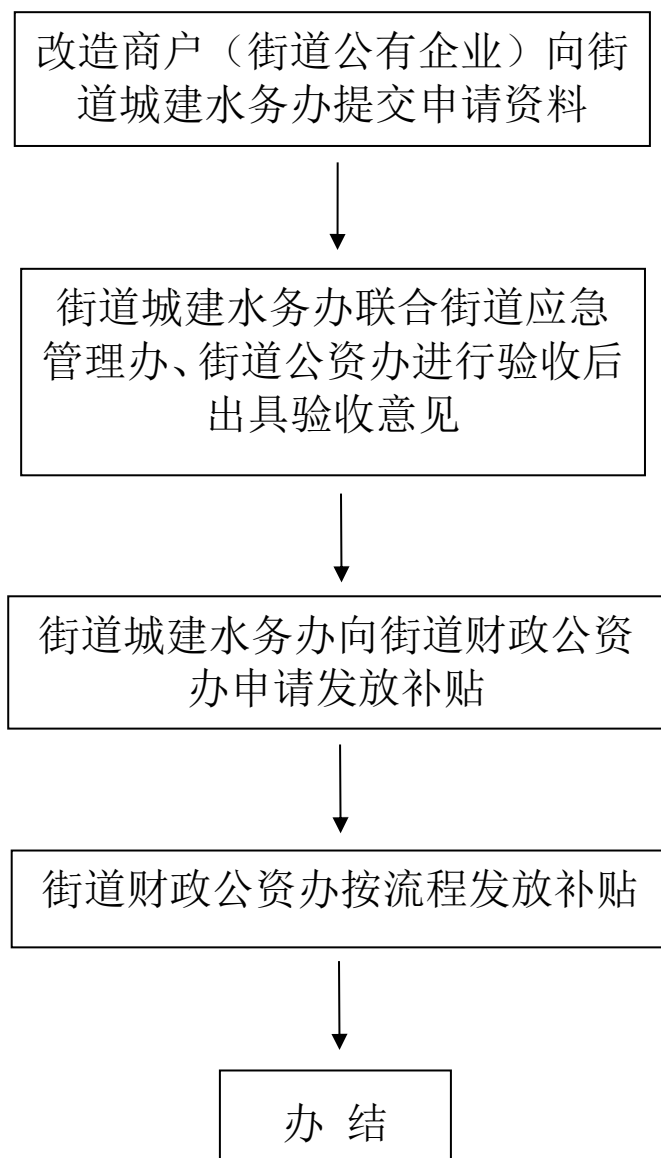 改造商户（街道公有企业）向街
道城建水务办提交申请资料
街道城建水务办联合街道应急
管理办、街道公资办进行验收后
出具验收意见
街道城建水务办向街道财政公资
办申请发放补贴
街道财政公资办按流程发放补贴
办 结